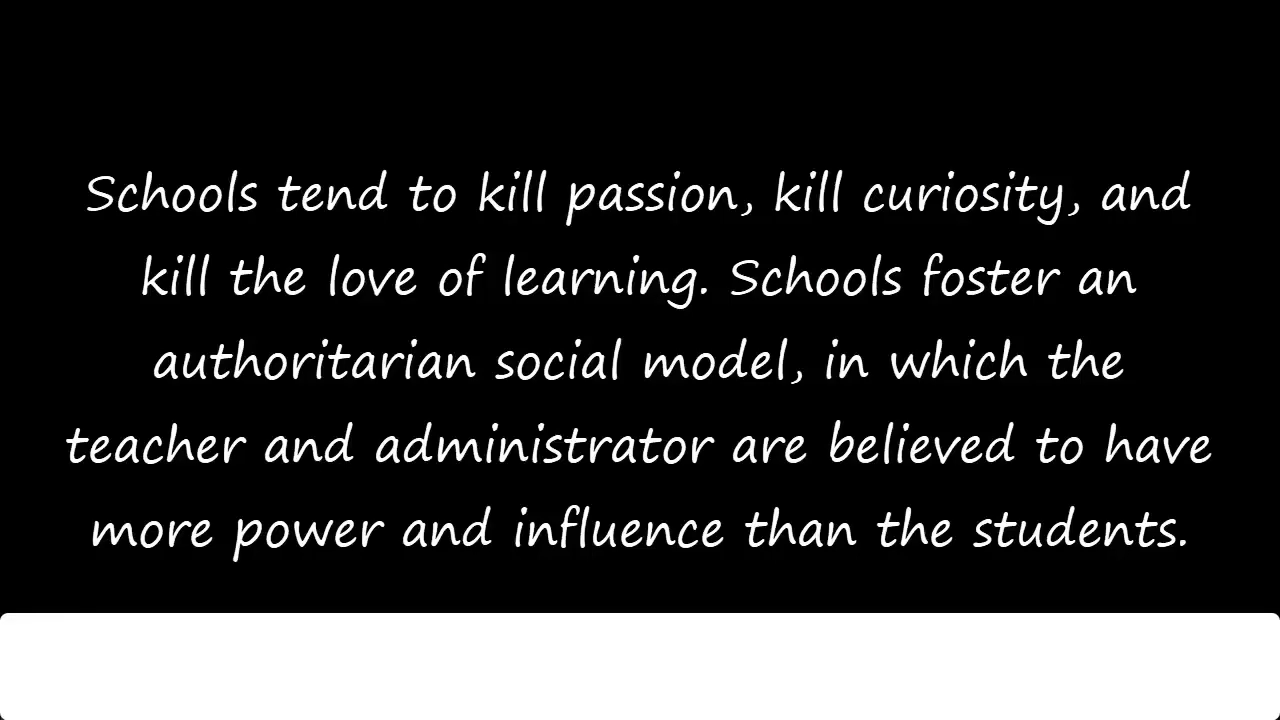 Schools tend to kill passion, kill curiosity, and
kill the love of learning. Schools foster an
authoritarian social model, in which the
teacher and administrator are believed to have
more power and influence than the students.